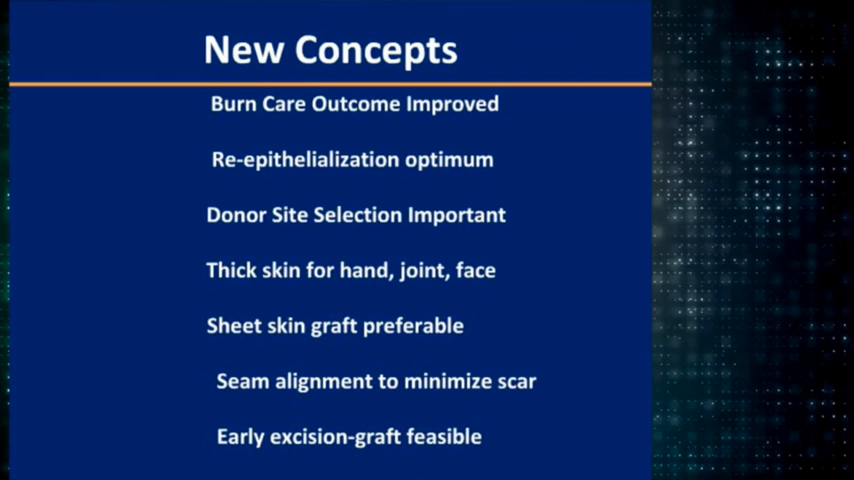 New Concepts
Burn Care Outcome Improved
Re-epithelialization optimum
Donor Site Selection Important
Thick skin for hand, joint, face
Sheet skin graft preferable
Seam alignment to minimize scar
Early excision-graft feasible